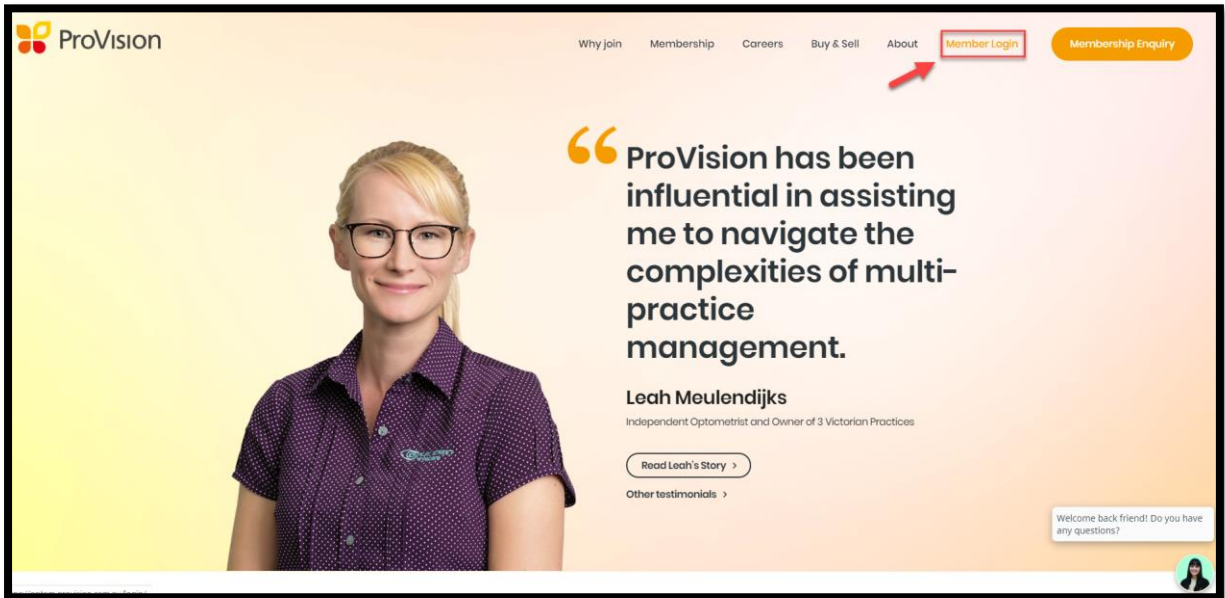 ProVision
Why join Membership Careers Buy & Sell About Member Login Membership Enquiry
“ ProVision has been
influential in assisting
me to navigate the
complexities of multi-
practice
management.
Leah Meulendijks
Independent Optometrist and Owner of 3 Victorian Practices
Read Leah's Story >
Other testimonials >
Welcome back friend! Do you have
any questions?